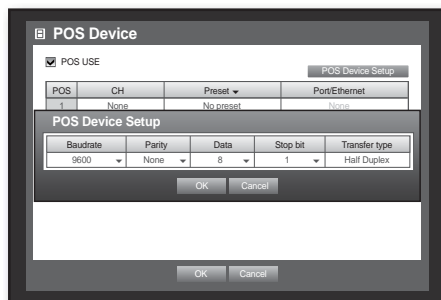 POS Device
POS USE
POS Device Setup
POS CH Preset Port/Ethernet
1 None No preset None
POS Device Setup
Baudrate Parity Data Stop bit Transfer type
9600 None 8 1 Half Duplex
OK Cancel
OK Cancel